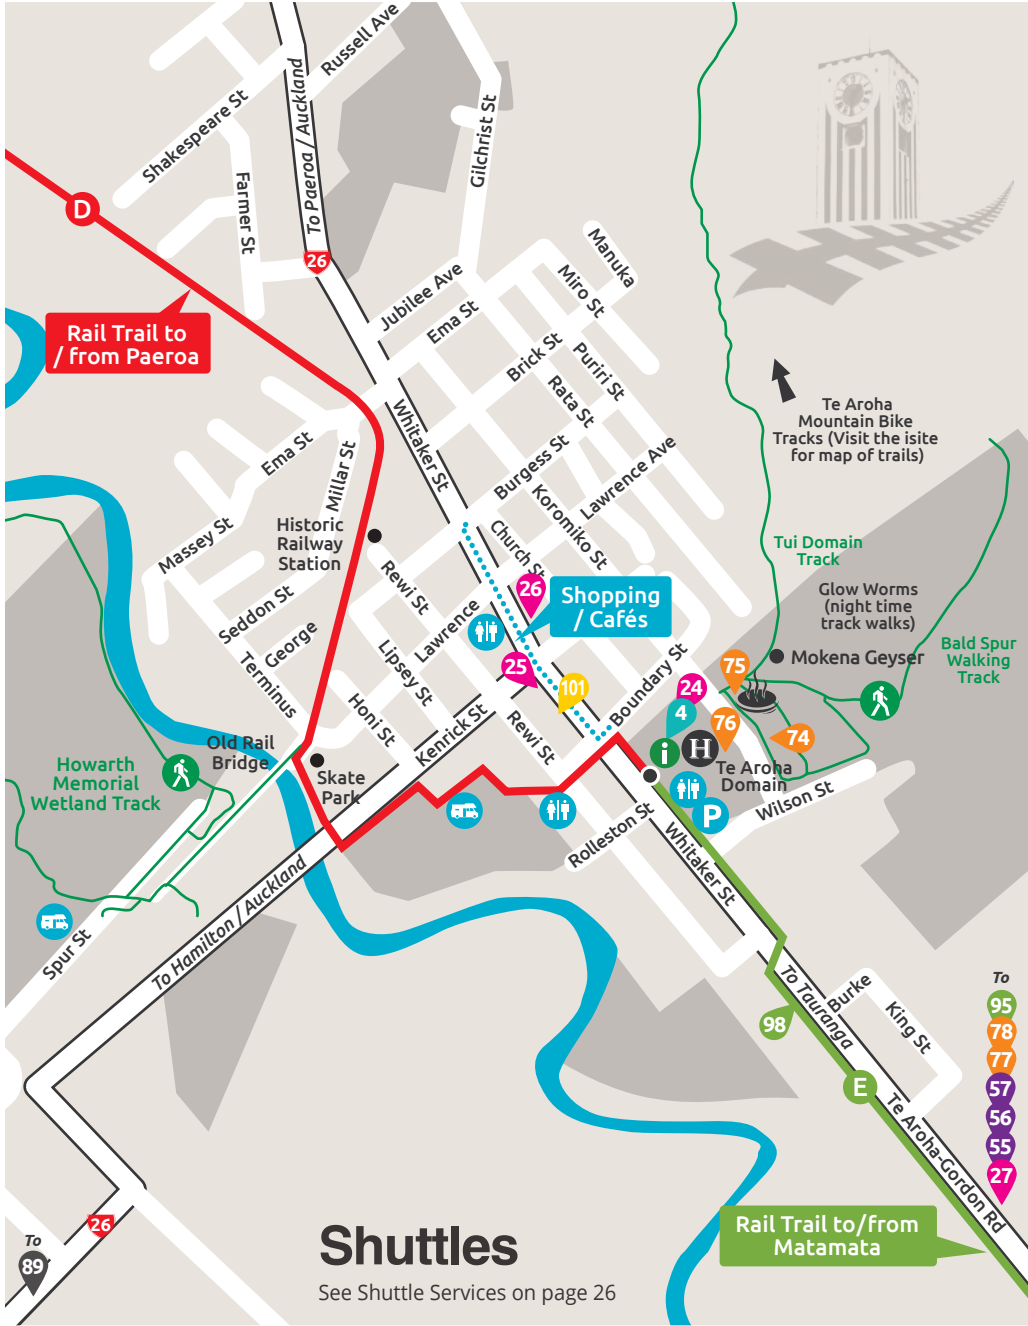 Russell Ave
Shakespeare St
To Paeroa / Auckland
Gilchrist St
Farmer St
D
26
Manuka
Miro St
Jubilee Ave
Ema St
Rail Trail to
/ from Paeroa
Brick St
Puriri St
Rata St
Te Aroha
Mountain Bike
Tracks (Visit the isite
for map of trails)
Whitaker St
Ema St
Millar St
Burgess St
Lawrence Ave
Koromiko St
Massey St
Historic
Railway
Station
Church St
Tui Domain
Track
Glow Worms
(night time
track walks)
Rewi St
26
Shopping
/ Cafés
Seddon St
George
Lawrence
Lipsey St
Terminus
Mokena Geyser
Bald Spur
Walking
Track
25
101
Boundary St
75
24
4
76
74
Honi St
Kenrick St
Rewi St
i
H
Te Aroha
Domain
Old Rail
Bridge
Skate
Park
Howarth
Memorial
Wetland Track
Wilson St
P
Rolleston St
Whitaker St
To Hamilton / Auckland
Spur St
To Tauranga
Burke
King St
98
E
Te Aroha-Gordon Rd
To
95
78
77
57
56
55
27
26
To
89
Rail Trail to/from
Matamata
Shuttles
See Shuttle Services on page 26